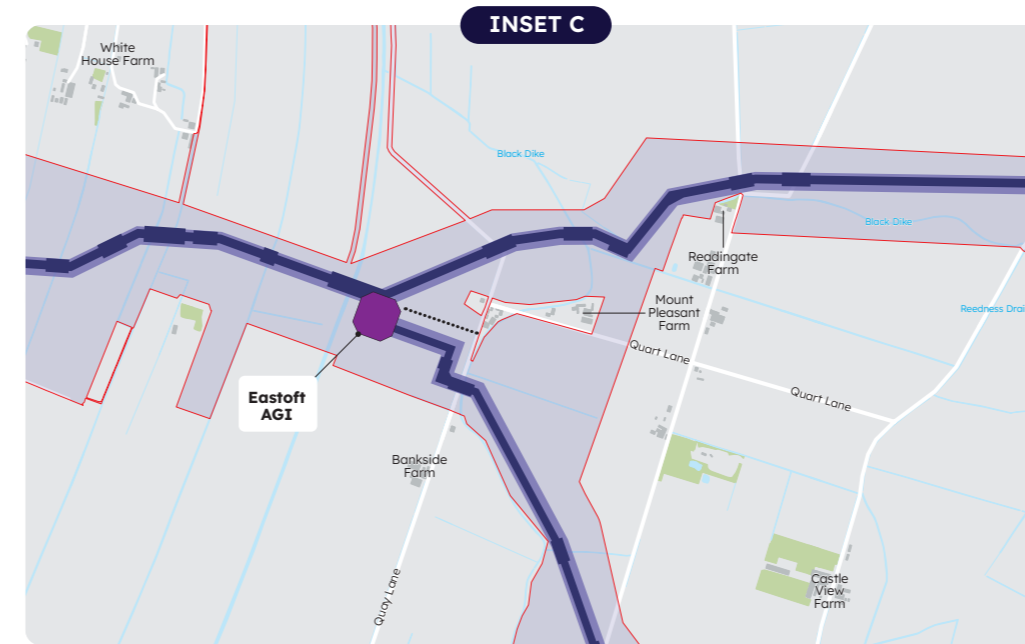 INSET C
White
House Farm
Black Dike
Black Dike
Readingate
Farm
Mount
Pleasant
Farm
Reedness Drai
Quart Lane
Quart Lane
Eastoft
AGI
Bankside
Farm
Quay Lane
Castle
View
Farm